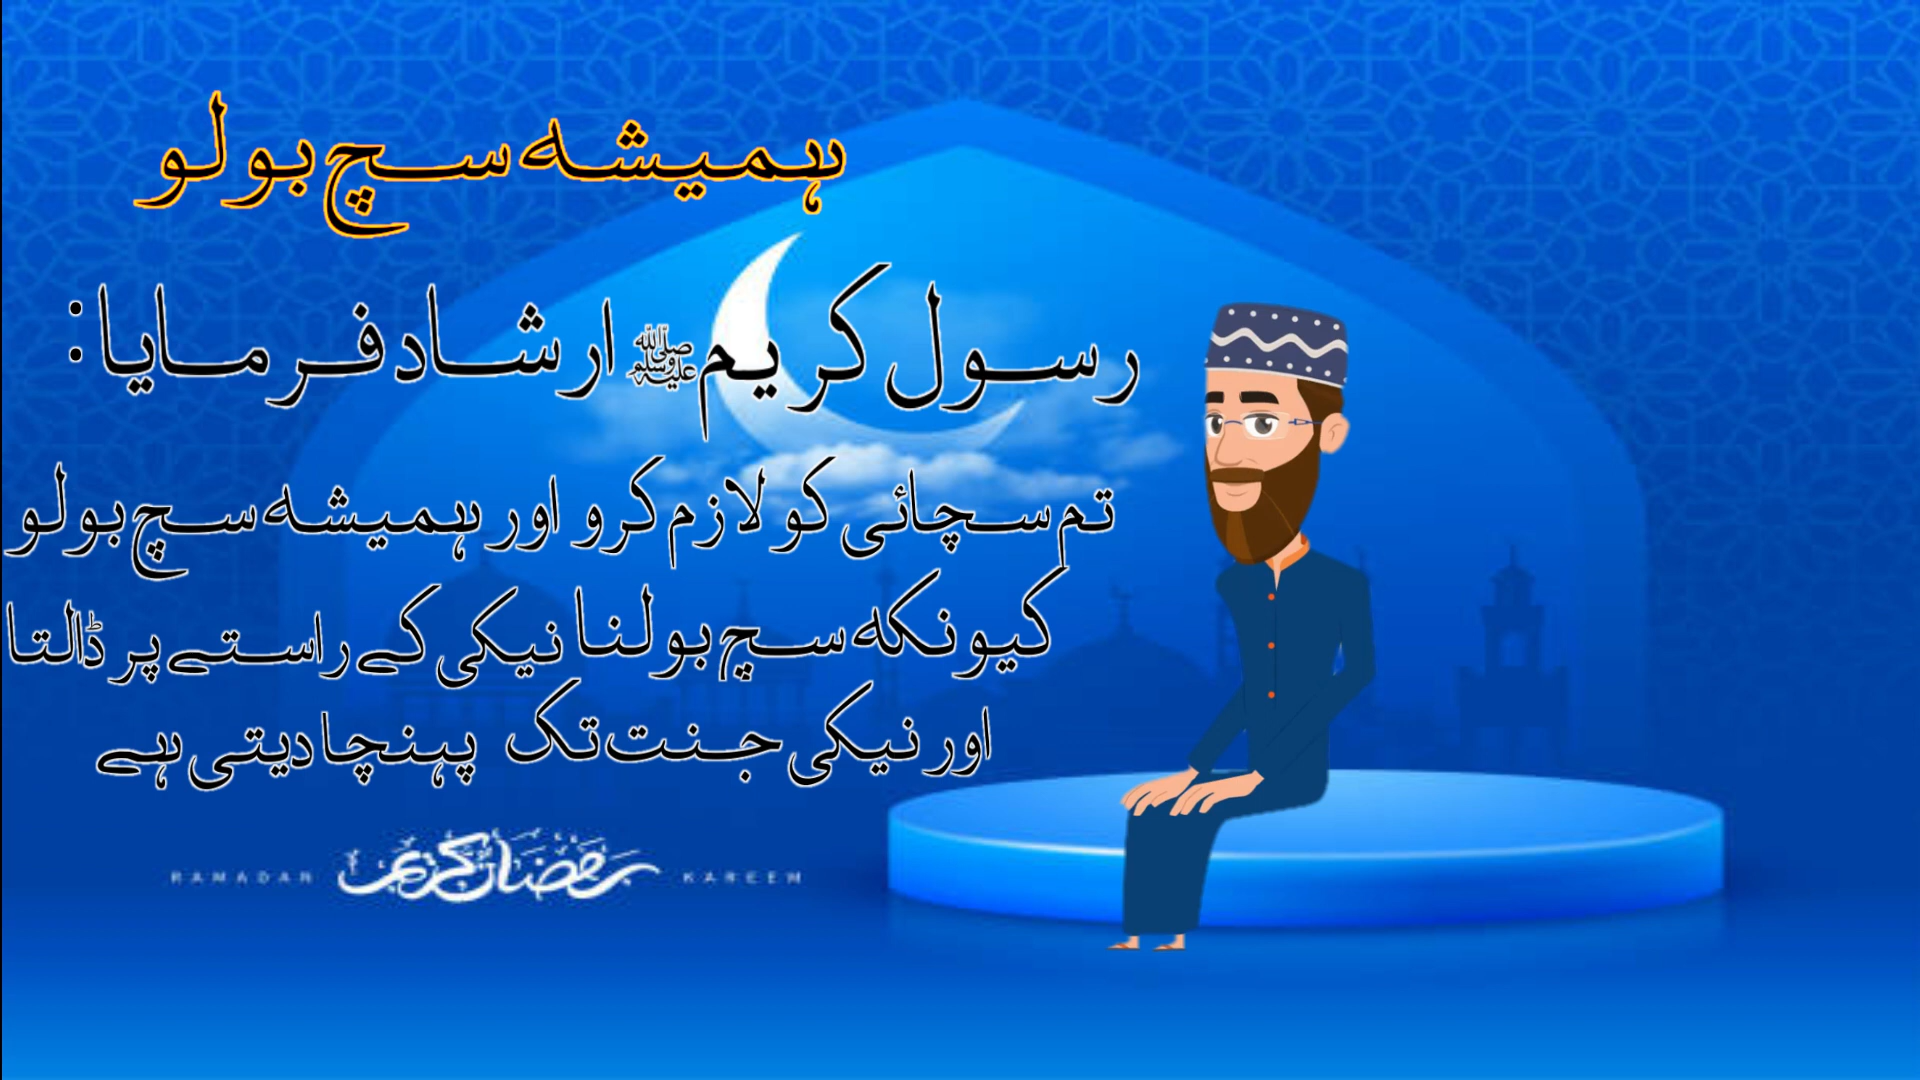 ہمیشہ سچ بولو
رسول کریم ﷺ ارشاد فرمایا:
تم سچائی کو لازم کرو اور ہمیشہ سچ بولو
کیونکہ سچ بولنا نیکی کے راستے پر ڈالتا
اور نیکی جنت تک پہنچا دیتی ہے
RAMADAN رمضان كريم KAREEM